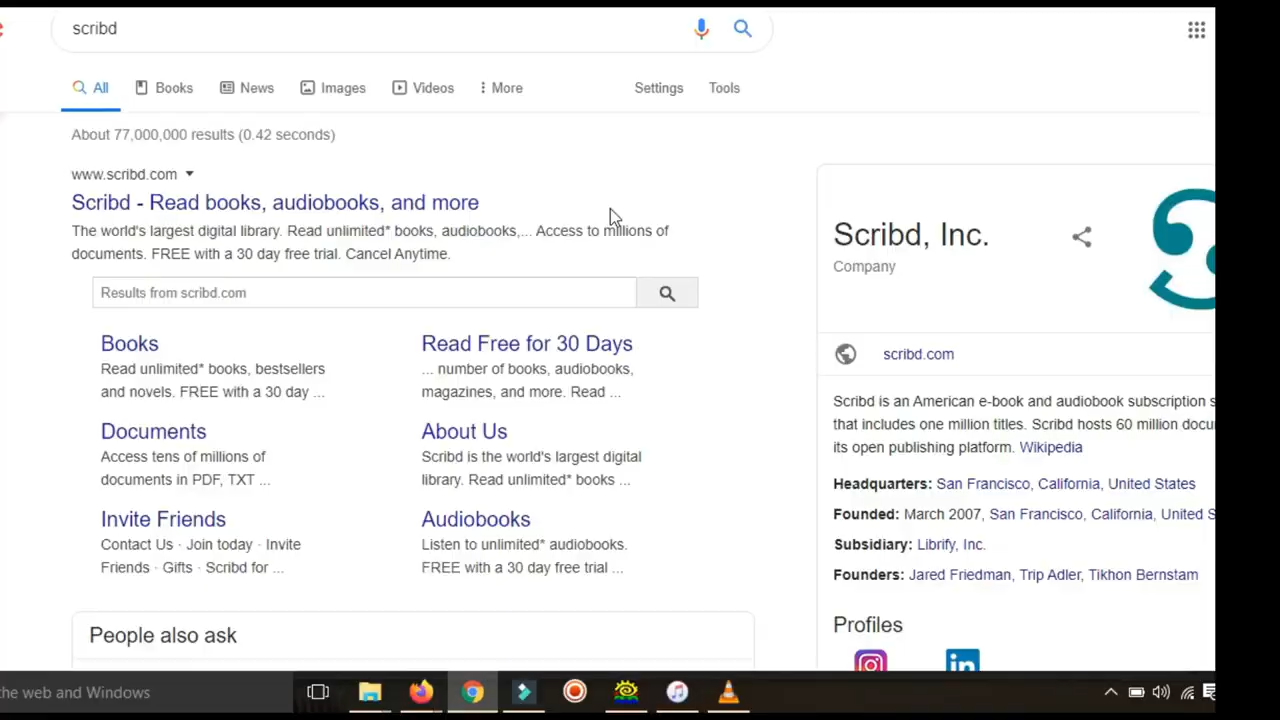 scribd
All
Books
News
Images
Videos
More
Settings
Tools
About 77,000,000 results (0.42 seconds)
www.scribd.com
Scribd - Read books, audiobooks, and more
The world's largest digital library. Read unlimited* books, audiobooks,... Access to millions of
documents. FREE with a 30 day free trial. Cancel Anytime.
Results from scribd.com
Books
Read unlimited* books, bestsellers
and novels. FREE with a 30 day ...
Read Free for 30 Days
... number of books, audiobooks,
magazines, and more. Read ...
Documents
Access tens of millions of
documents in PDF, TXT ...
About Us
Scribd is the world's largest digital
library. Read unlimited* books ...
Invite Friends
Contact Us · Join today · Invite
Friends · Gifts · Scribd for ...
Audiobooks
Listen to unlimited* audiobooks.
FREE with a 30 day free trial ...
People also ask
Scribd, Inc.
Company
scribd.com
Scribd is an American e-book and audiobook subscription
that includes one million titles. Scribd hosts 60 million
its open publishing platform. Wikipedia
Headquarters: San Francisco, California, United States
Founded: March 2007, San Francisco, California, United
Subsidiary: Librify, Inc.
Founders: Jared Friedman, Trip Adler, Tikhon Bernstam
Profiles
in
the web and Windows